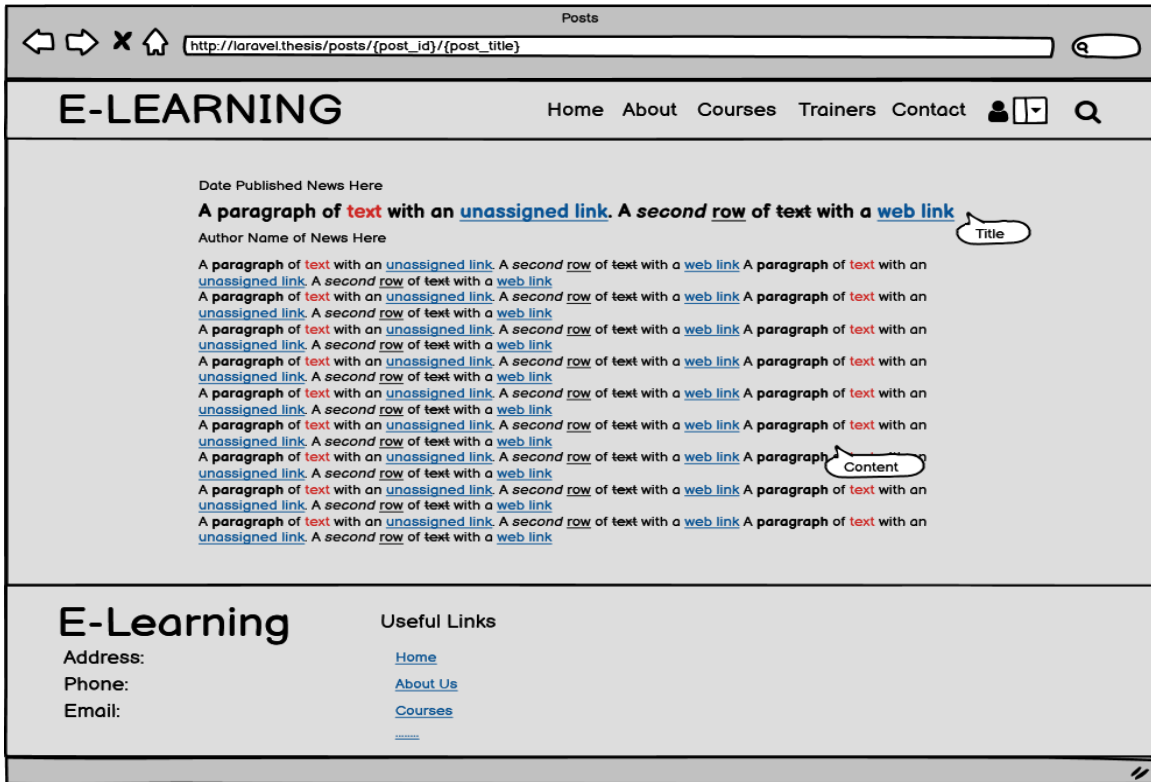 Posts
http://laravel.thesis/posts/{post_id}/{post_title}
E-LEARNING
Home About Courses Trainers Contact
Date Published News Here
A paragraph of text with an unassigned link. A second row of text with a web link
Title
Author Name of News Here
A paragraph of text with an unassigned link. A second row of text with a web link A paragraph of text with an
unassigned link. A second row of text with a web link
A paragraph of text with an unassigned link. A second row of text with a web link A paragraph of text with an
unassigned link. A second row of text with a web link
A paragraph of text with an unassigned link. A second row of text with a web link A paragraph of text with an
unassigned link. A second row of text with a web link
A paragraph of text with an unassigned link. A second row of text with a web link A paragraph of text with an
unassigned link. A second row of text with a web link
A paragraph of text with an unassigned link. A second row of text with a web link A paragraph of text with an
unassigned link. A second row of text with a web link
A paragraph of text with an unassigned link. A second row of text with a web link A paragraph of text with an
unassigned link. A second row of text with a web link
A paragraph of text with an unassigned link. A second row of text with a web link A paragraph
Content
unassigned link. A second row of text with a web link
A paragraph of text with an unassigned link. A second row of text with a web link A paragraph of text with an
unassigned link. A second row of text with a web link
A paragraph of text with an unassigned link. A second row of text with a web link A paragraph of text with an
unassigned link. A second row of text with a web link
E-Learning
Address:
Phone:
Email:
Useful Links
Home
About Us
Courses
........